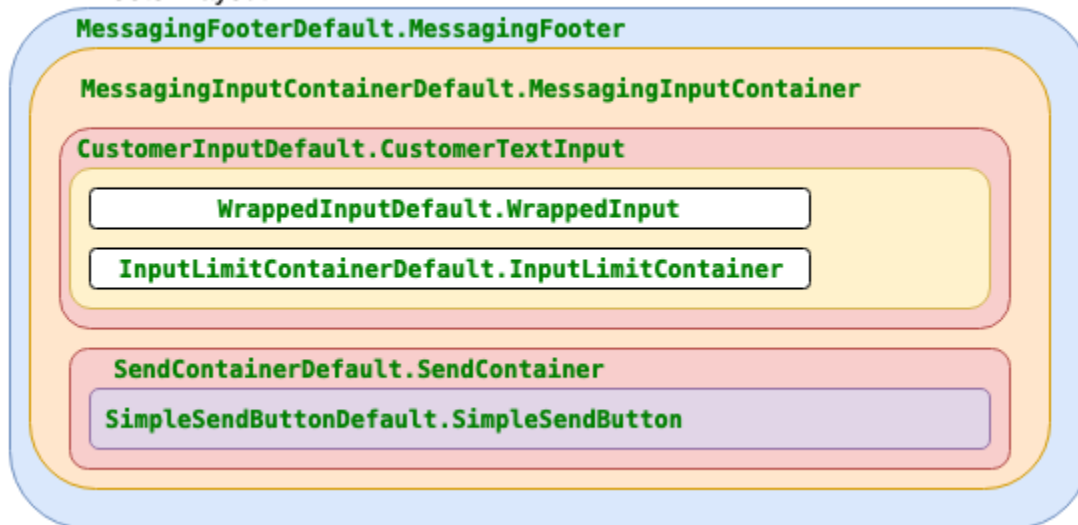 MessagingFooterDefault.MessagingFooter
MessagingInputContainerDefault.MessagingInputContainer
CustomerInputDefault.CustomerTextInput
WrappedInputDefault.WrappedInput
InputLimitContainerDefault.InputLimitContainer
SendContainerDefault.SendContainer
SimpleSendButtonDefault.SimpleSendButton